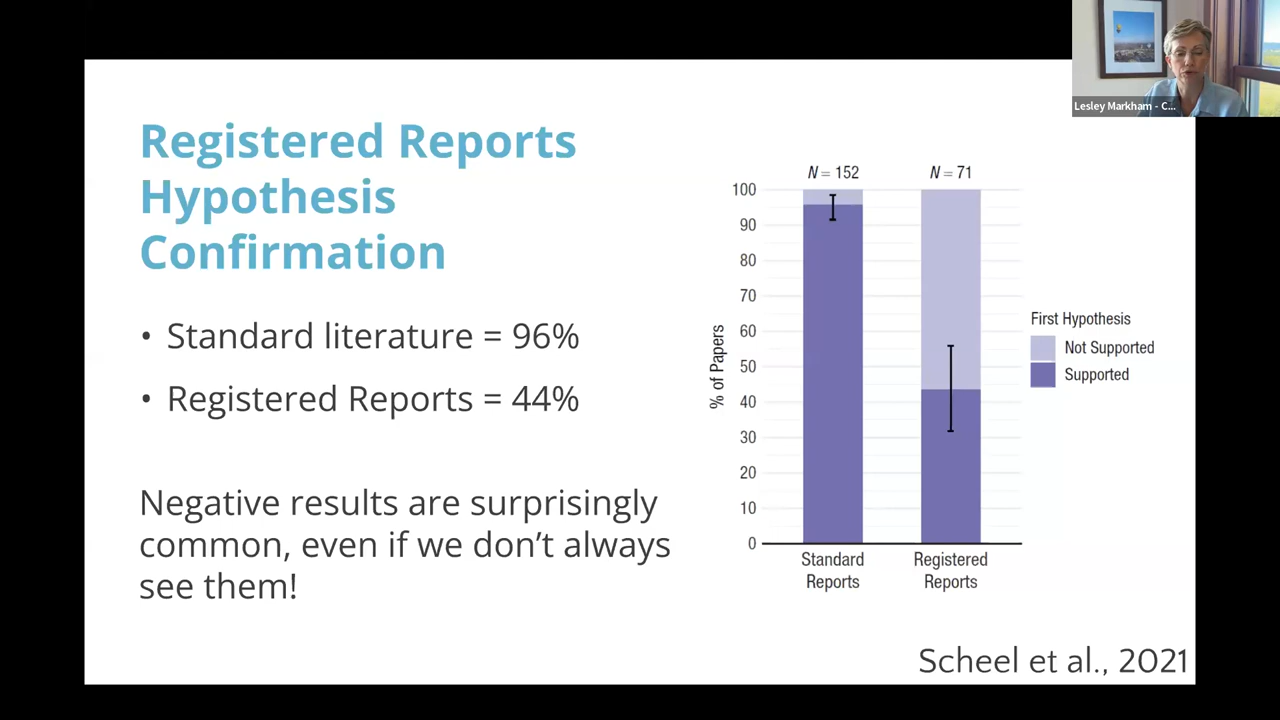 Lesley Markham - C...
Registered Reports
Hypothesis
Confirmation
• Standard literature = 96%
• Registered Reports = 44%
Negative results are surprisingly
common, even if we don't always
see them!
N = 152
N = 71
100
90
80
70
60
50
40
30
20
10
0
% of Papers
Standard
Reports
Registered
Reports
First Hypothesis
Not Supported
Supported
Scheel et al., 2021